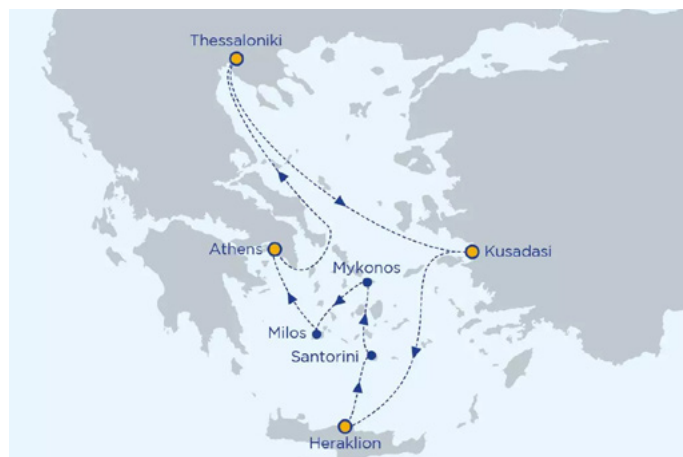 Thessaloniki
Athens
Kusadasi
Mykonos
Milos
Santorini
Heraklion